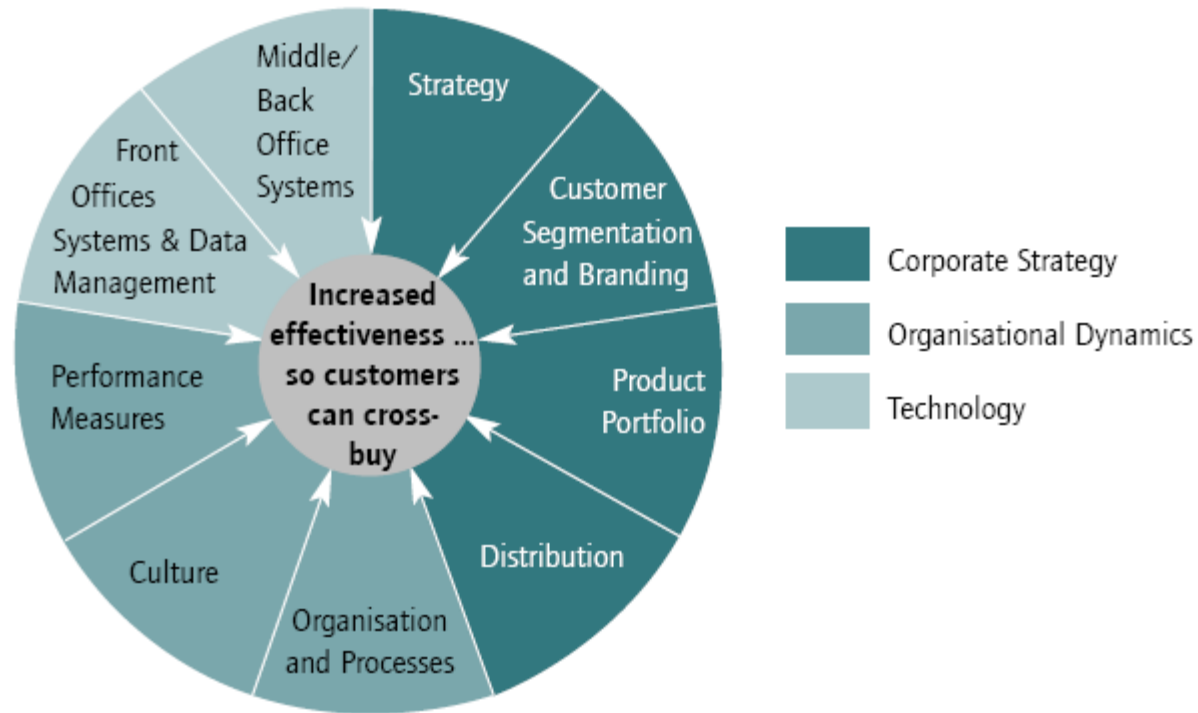 Middle/
Back
Office
Systems
Strategy
Front
Offices
Systems & Data
Management
Customer
Segmentation
and Branding
Increased
effectiveness ...
so customers
can cross-
buy
Performance
Measures
Product
Portfolio
Culture
Organisation
and Processes
Distribution
Corporate Strategy
Organisational Dynamics
Technology